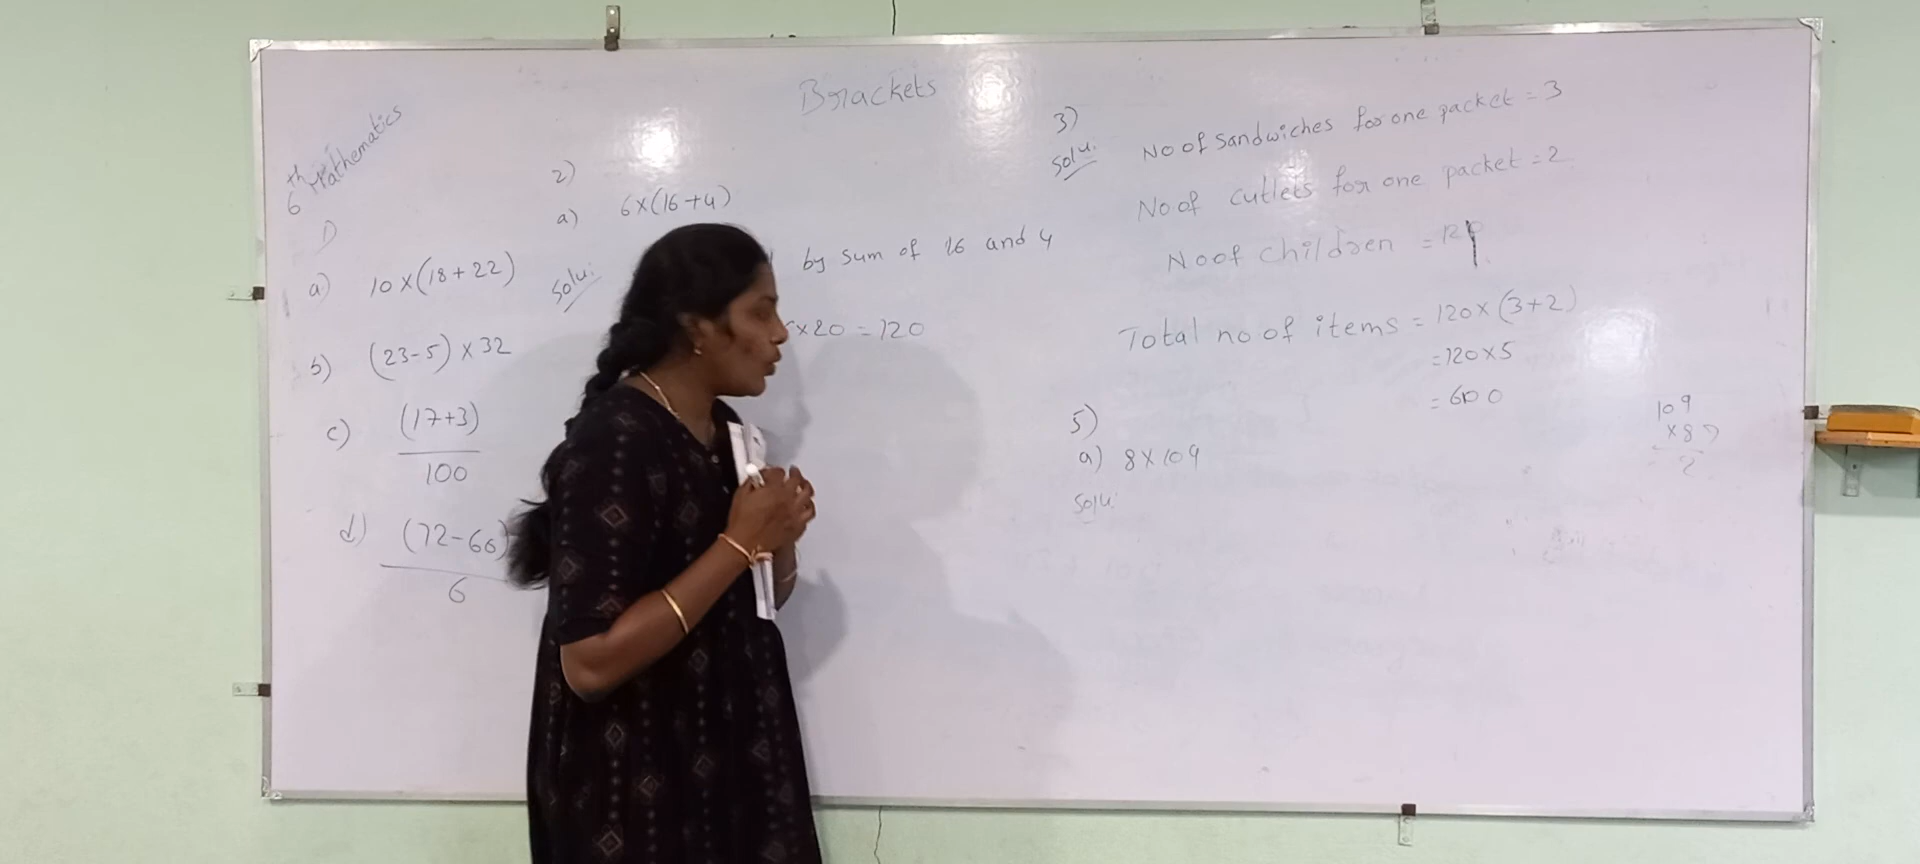 Brackets
6th Mathematics
1)
a) 10×(18+22)
b) (23-5) × 32
c) (17+3)
100
d) (72-66)
6
2)
a) 6×(16+4)
Solu:
by sum of 16 and 4
×20 = 120
3)
Solu:
No of Sandwiches for one packet = 3
No of cutlets for one packet = 2
No of children = 120
Total no of items = 120 × (3+2)
= 120×5
= 600
5)
a) 8×109
Solu:
109
×8
2